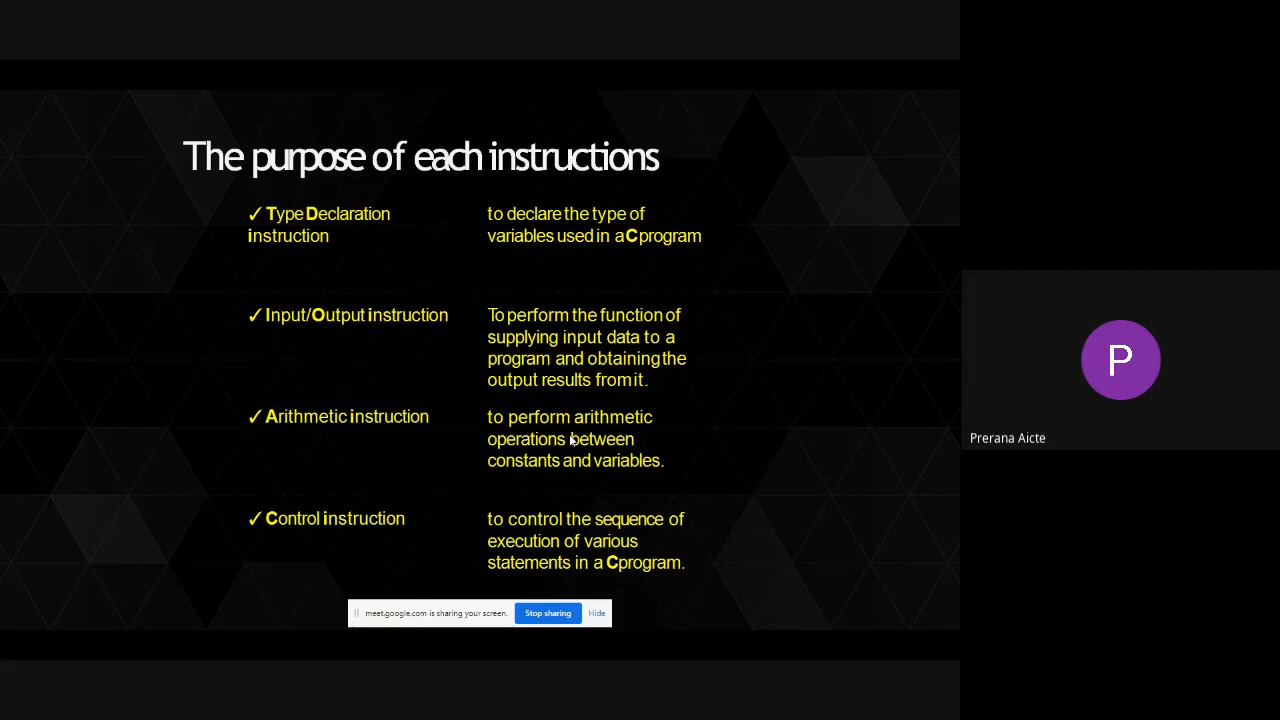 The purpose of each instructions
✓ Type Declaration
instruction
to declare the type of
variables used in a C program
✓ Input/Output instruction
To perform the function of
supplying input data to a
program and obtaining the
output results from it.
✓ Arithmetic instruction
to perform arithmetic
operations between
constants and variables.
✓ Control instruction
to control the sequence of
execution of various
statements in a C program.
meet.google.com is sharing your screen.
Stop sharing
Hide
P
Prerana Aicte